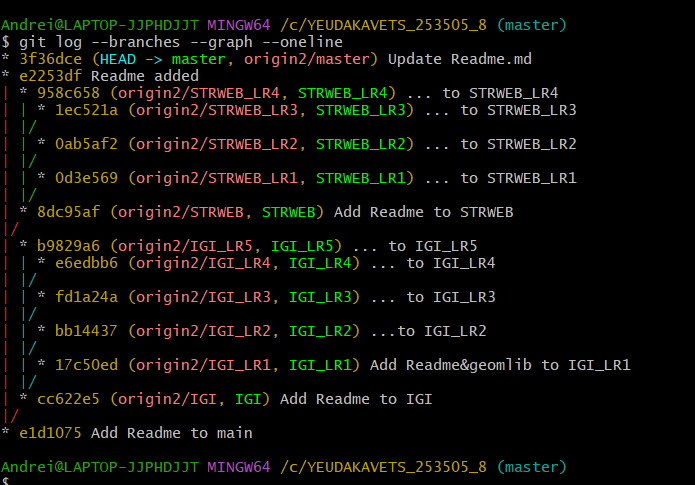 Andrei@LAPTOP-JJPHDJJT MINGW64 /c/YEUDAKAVETS_253505_8 (master)
$ git log --branches --graph --oneline
* 3f36dce (HEAD -> master, origin2/master) Update Readme.md
* e2253df Readme added
| * 958c658 (origin2/STRWEB_LR4, STRWEB_LR4) ... to STRWEB_LR4
| | * 1ec521a (origin2/STRWEB_LR3, STRWEB_LR3) ... to STRWEB_LR3
| |/
| | * 0ab5af2 (origin2/STRWEB_LR2, STRWEB_LR2) ... to STRWEB_LR2
| |/
| | * 0d3e569 (origin2/STRWEB_LR1, STRWEB_LR1) ... to STRWEB_LR1
| |/
| * 8dc95af (origin2/STRWEB, STRWEB) Add Readme to STRWEB
|/
| * b9829a6 (origin2/IGI_LR5, IGI_LR5) ... to IGI_LR5
| | * e6edbb6 (origin2/IGI_LR4, IGI_LR4) ... to IGI_LR4
| |/
| | * fd1a24a (origin2/IGI_LR3, IGI_LR3) ... to IGI_LR3
| |/
| | * bb14437 (origin2/IGI_LR2, IGI_LR2) ...to IGI_LR2
| |/
| | * 17c50ed (origin2/IGI_LR1, IGI_LR1) Add Readme&geomlib to IGI_LR1
| |/
| * cc622e5 (origin2/IGI, IGI) Add Readme to IGI
|/
* e1d1075 Add Readme to main
Andrei@LAPTOP-JJPHDJJT MINGW64 /c/YEUDAKAVETS_253505_8 (master)
$